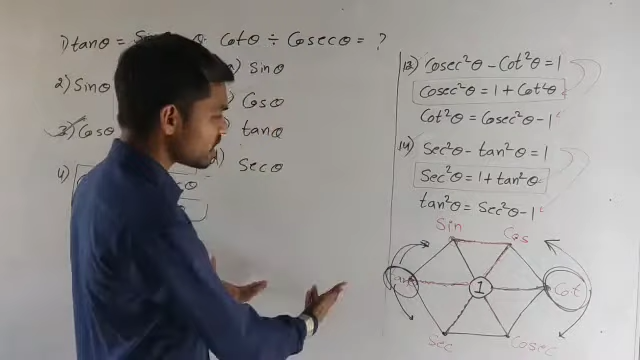 1) tanθ = Sin
θ. Cotθ ÷ Cosecθ = ?
2) Sinθ
3) Cosθ
4)
θ
) Sinθ
) Cosθ
tanθ
) Secθ
13) Cosec²θ - Cot²θ = 1
Cosec²θ = 1 + Cot²θ
Cot²θ = Cosec²θ - 1
14) Sec²θ - tan²θ = 1
Sec²θ = 1 + tan²θ
tan²θ = Sec²θ - 1
Sin Cos
1 Cot
Sec Cosec